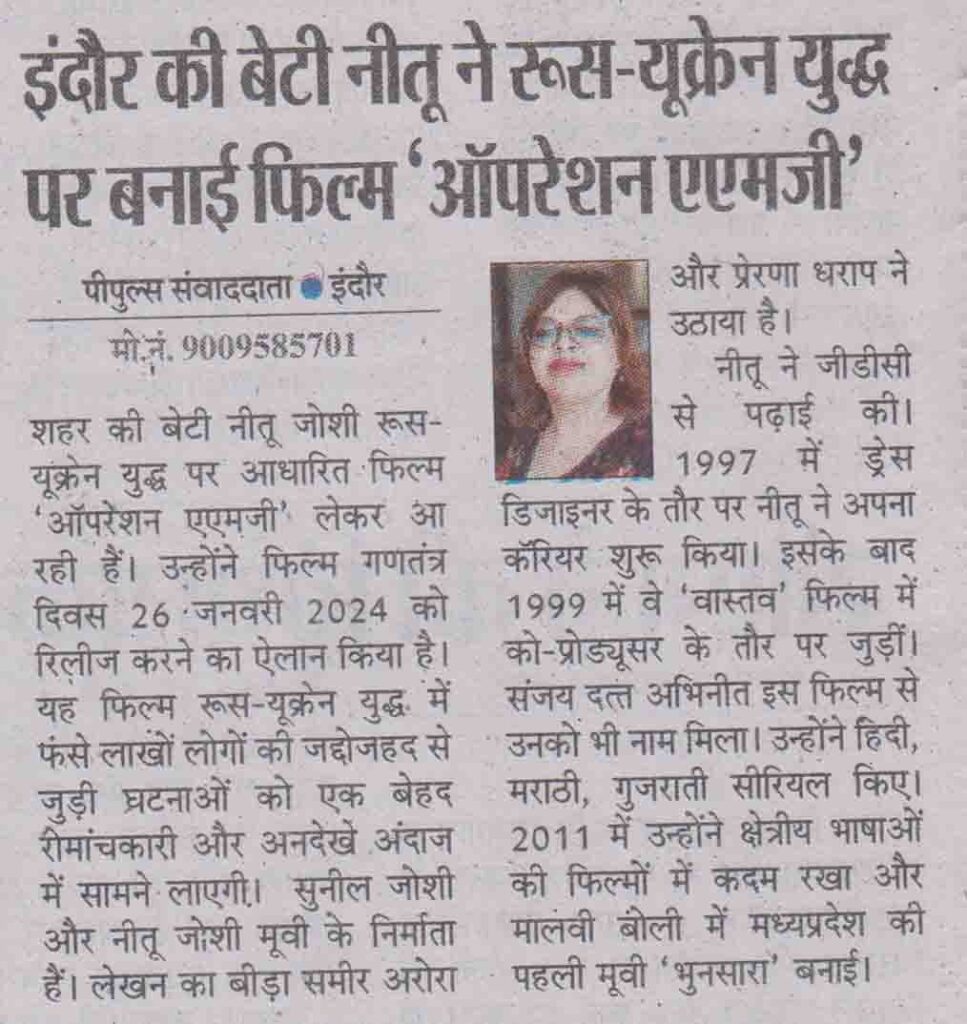 इंदौर की बेटी नीतू ने रूस-यूक्रेन युद्ध
पर बनाई फिल्म ‘ऑपरेशन एएमजी’
पीपुल्स संवाददाता ● इंदौर
मो.नं. 9009585701
शहर की बेटी नीतू जोशी रूस-
यूक्रेन युद्ध पर आधारित फिल्म
‘ऑपरेशन एएमजी’ लेकर आ
रही हैं। उन्होंने फिल्म गणतंत्र
दिवस 26 जनवरी 2024 को
रिलीज करने का ऐलान किया है।
यह फिल्म रूस-यूक्रेन युद्ध में
फंसे लाखों लोगों की जद्दोजहद से
जुड़ी घटनाओं को एक बेहद
रोमांचकारी और अनदेखे अंदाज
में सामने लाएगी। सुनील जोशी
और नीतू जोशी मूवी के निर्माता
हैं। लेखन का बीड़ा समीर अरोरा
और प्रेरणा धराप ने
उठाया है।
नीतू ने जीडीसी
से पढ़ाई की।
1997 में ड्रेस
डिजाइनर के तौर पर नीतू ने अपना
कॅरियर शुरू किया। इसके बाद
1999 में वे ‘वास्तव’ फिल्म में
को-प्रोड्यूसर के तौर पर जुड़ीं।
संजय दत्त अभिनीत इस फिल्म से
उनको भी नाम मिला। उन्होंने हिदी,
मराठी, गुजराती सीरियल किए।
2011 में उन्होंने क्षेत्रीय भाषाओं
की फिल्मों में कदम रखा और
मालवी बोली में मध्यप्रदेश की
पहली मूवी ‘भुनसारा’ बनाई।